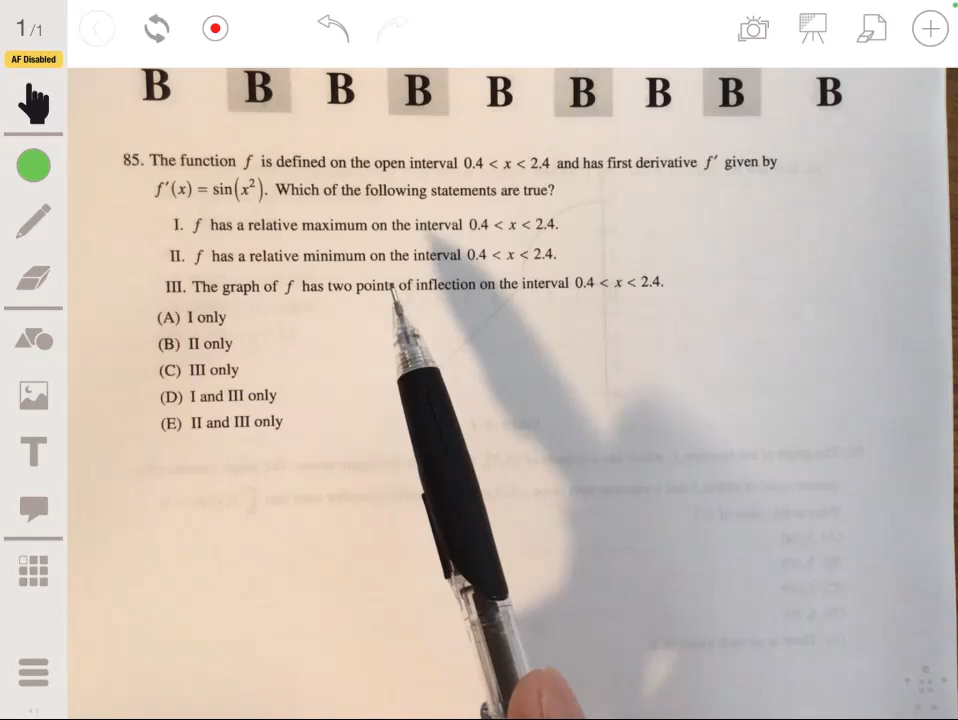 1/1
AF Disabled
B B B B B B B B B
85. The function f is defined on the open interval 0.4 < x < 2.4 and has first derivative f′ given by
f′(x) = sin(x²). Which of the following statements are true?
I. f has a relative maximum on the interval 0.4 < x < 2.4.
II. f has a relative minimum on the interval 0.4 < x < 2.4.
III. The graph of f has two points of inflection on the interval 0.4 < x < 2.4.
(A) I only
(B) II only
(C) III only
(D) I and III only
(E) II and III only
T